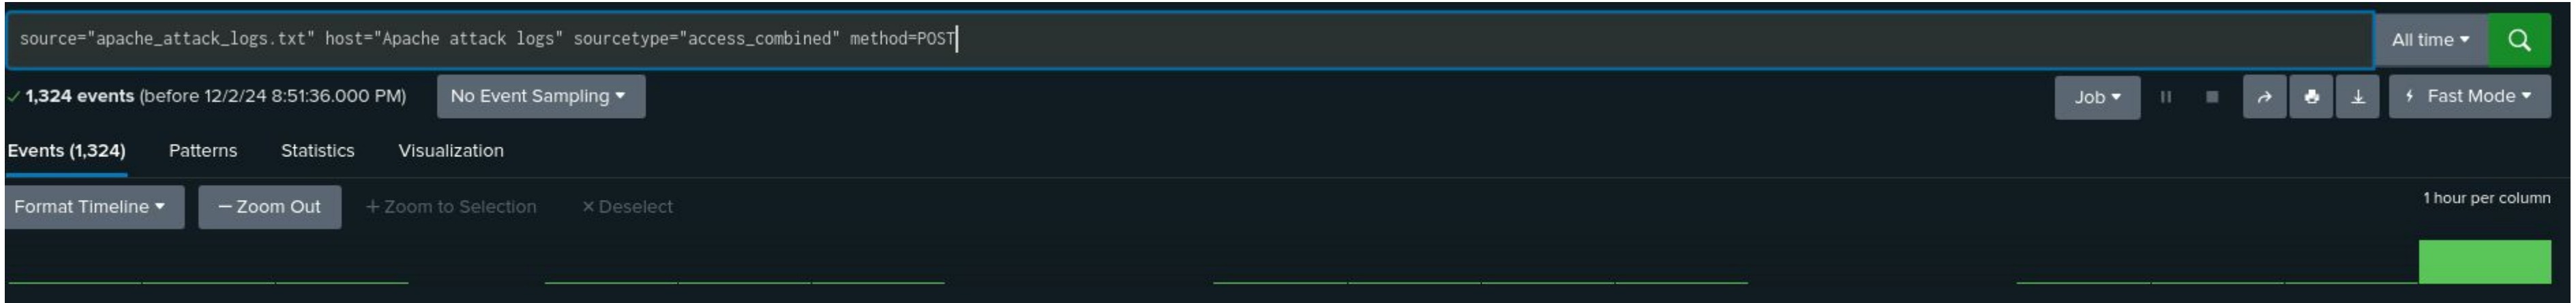 source="apache_attack_logs.txt" host="Apache attack logs" sourcetype="access_combined" method=POST All time
1,324 events (before 12/2/24 8:51:36.000 PM) No Event Sampling Job Fast Mode
Events (1,324) Patterns Statistics Visualization
Format Timeline — Zoom Out + Zoom to Selection × Deselect 1 hour per column